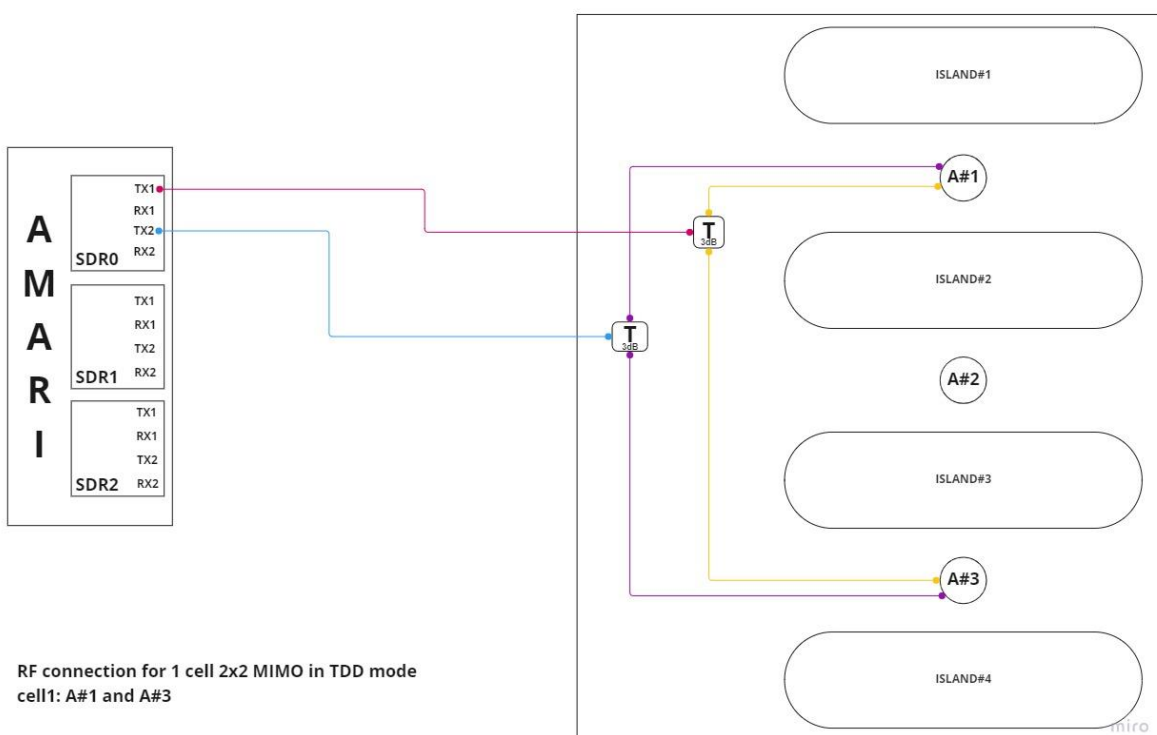 AMARI
TX1
RX1
TX2
RX2
SDR0
TX1
RX1
TX2
RX2
SDR1
TX1
RX1
TX2
RX2
SDR2
T
3dB
T
3dB
ISLAND#1
A#1
ISLAND#2
A#2
ISLAND#3
A#3
ISLAND#4
RF connection for 1 cell 2x2 MIMO in TDD mode
cell1: A#1 and A#3
miro